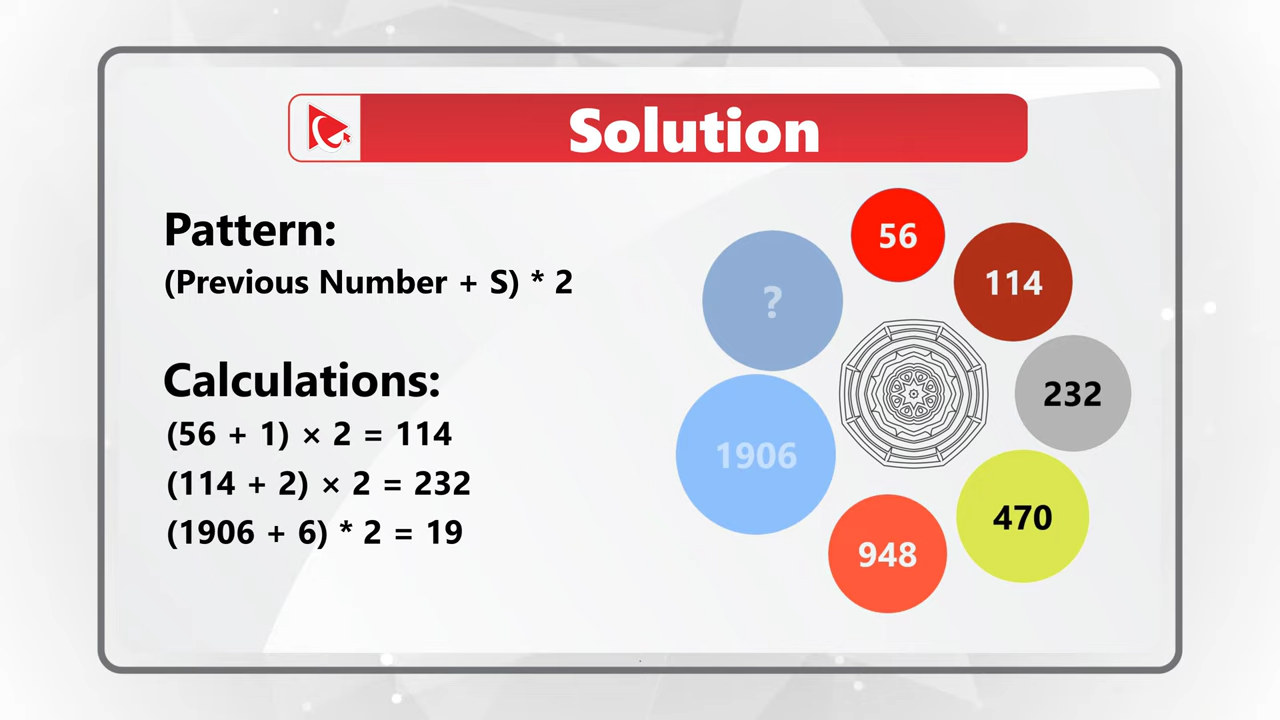 Solution
Pattern:
(Previous Number + S) * 2
Calculations:
(56 + 1) × 2 = 114
(114 + 2) × 2 = 232
(1906 + 6) * 2 = 19
56
114
232
470
948
1906
?